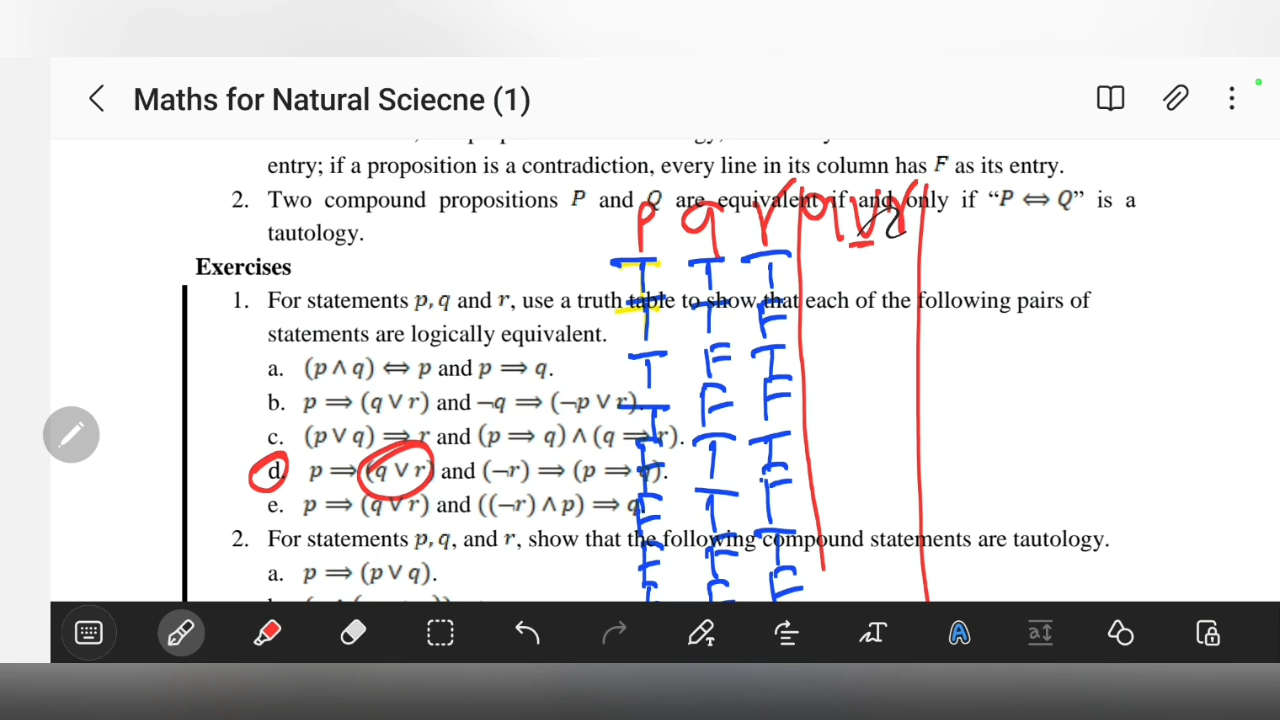 Maths for Natural Sciecne (1)
entry; if a proposition is a contradiction, every line in its column has F as its entry.
2. Two compound propositions P and Q are equivalent if and only if “P ⟺ Q” is a
tautology.
p q r q ∨ r
Exercises
T T T
1. For statements p, q and r, use a truth table to show that each of the following pairs of
T T F
statements are logically equivalent.
a. (p ∧ q) ⟺ p and p ⟹ q.
T F T
b. p ⟹ (q ∨ r) and ¬q ⟹ (¬p ∨ r).
T F F
c. (p ∨ q) ⟹ r and (p ⟹ q) ∧ (q ⟹ r).
d. p ⟹ (q ∨ r) and (¬r) ⟹ (p ⟹ q).
F T T
e. p ⟹ (q ∨ r) and ((¬r) ∧ p) ⟹ q
F T F
2. For statements p, q, and r, show that the following compound statements are tautology.
F F T
a. p ⟹ (p ∨ q).
F F F